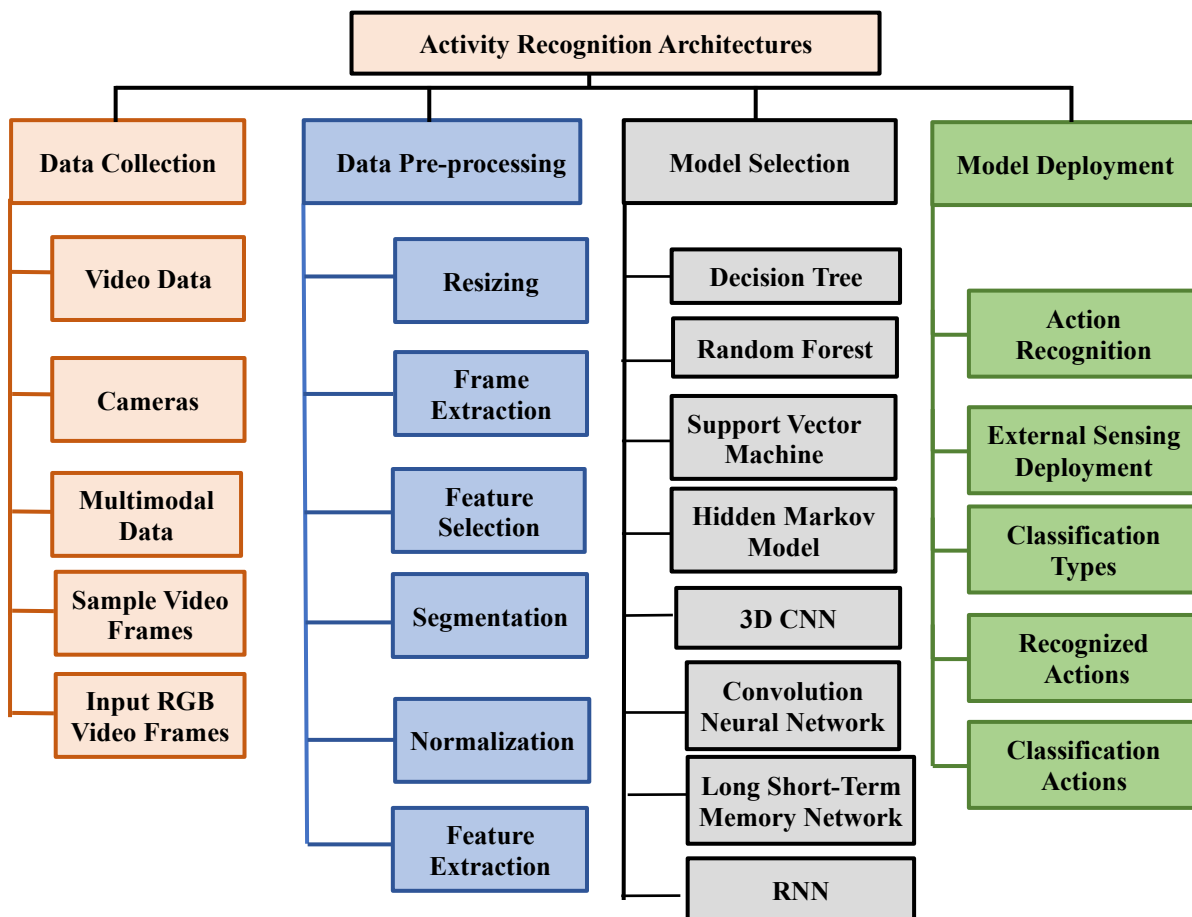 Activity Recognition Architectures
Data Collection
Video Data
Cameras
Multimodal
Data
Sample Video
Frames
Input RGB
Video Frames
Data Pre-processing
Resizing
Frame
Extraction
Feature
Selection
Segmentation
Normalization
Feature
Extraction
Model Selection
Decision Tree
Random Forest
Support Vector
Machine
Hidden Markov
Model
3D CNN
Convolution
Neural Network
Long Short-Term
Memory Network
RNN
Model Deployment
Action
Recognition
External Sensing
Deployment
Classification
Types
Recognized
Actions
Classification
Actions